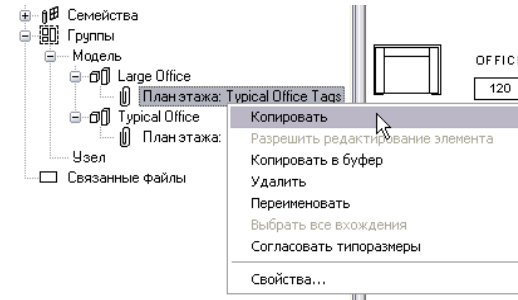 Семейства
Группы
Модель
Large Office
План этажа: Typical Office Tags
Typical Office
План этажа:
Узел
Связанные файлы
OFFIC
120
Копировать
Разрешить редактирование элемента
Копировать в буфер
Удалить
Переименовать
Выбрать все вхождения
Согласовать типоразмеры
Свойства...